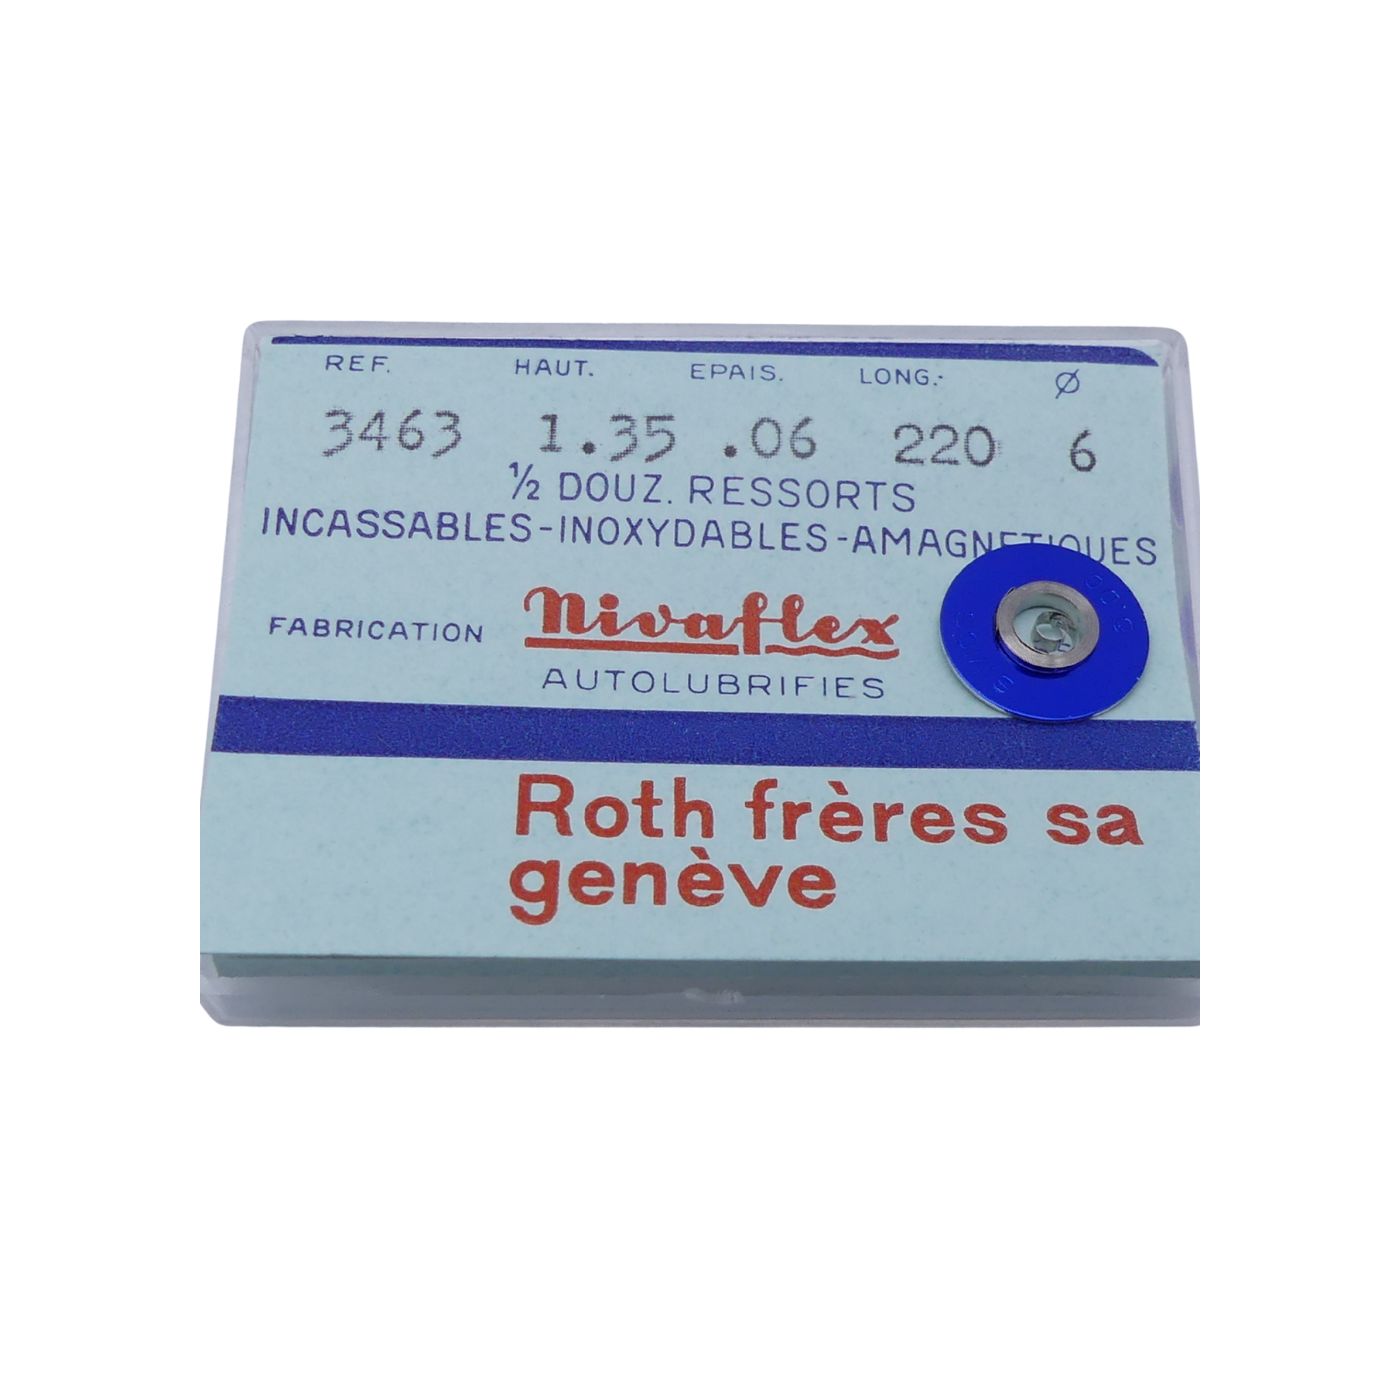 REF. HAUT. EPAIS. LONG. Ø
3463 1.35 .06 220 6
½ DOUZ. RESSORTS
INCASSABLES-INOXYDABLES-AMAGNETIQUES
FABRICATION Nivaflex
AUTOLUBRIFIES
Roth frères sa
genève